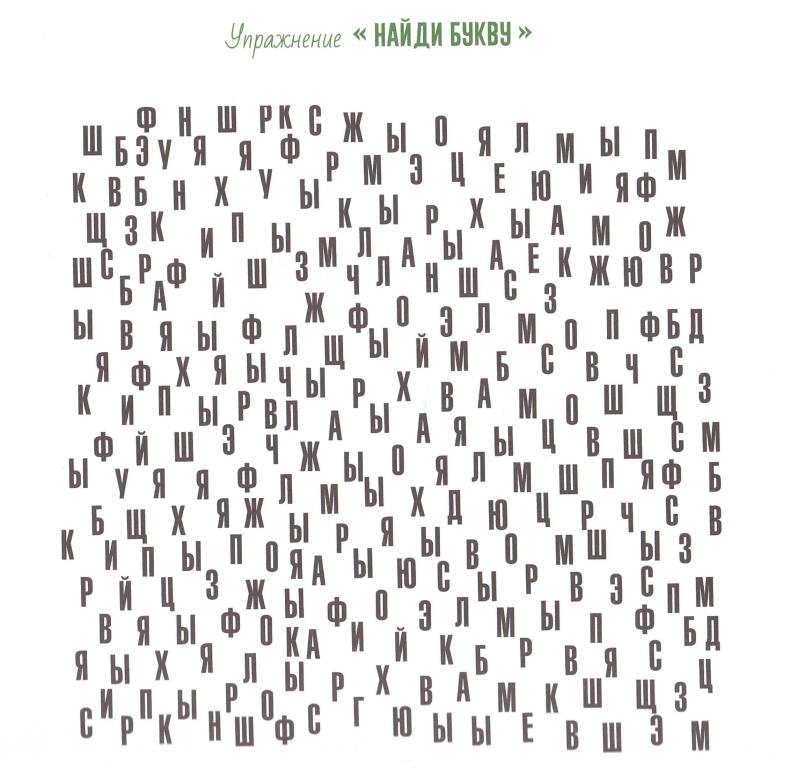 Упражнение « НАЙДИ БУКВУ »
Ш Ф Н Ш Р К С Ж Ы О Я Л М Ы П М
Б Э У Я Я Ф Р М Э Ц Е Ю И Я Ф
К В Б Н Х У Ы К Ы Р Х Ы А М О Ж
Щ З К И П Ы З М Л А Ы А Е К Ж Ю В Р
Ш С Б Р А Ф Й Ш Ж Ч Л Н Ш С З
Ы В Я Ы Ф Л Щ Ф О Э Л М О П Ф Б Д
Я Ф Х Я Ы Ч Ы Ы Й М Б С В Ч С З
К И П Ы Р В Л А Р Х В А М О Ш Щ
Ф Й Ш Э Ч Ы А Я Ы Ц В Ш С М
Ы У Я Я Ф Л Ж Ы О Я Л М Ш П Я Ф Б
Б Щ Х Я Ж Ы М Ы Х Д Ю Ц Р Ч С В
К И П Ы П О Я А Р Я Ы В О М Ш Ы З
Р Й Ц З Ж Ы Ы Ю С Ы Р В Э С П М
В Я Ы Ф О К А Ф О Э Л М Ы П Ф Б Д
Я Ы Х Я Л Ы И Й К Б Р В Я С Ц
С И П Ы Р О Р Х В А М К Ш Щ З
Р К Н Ш Ф С Г Ю Ы Ы Е В Ш Э М